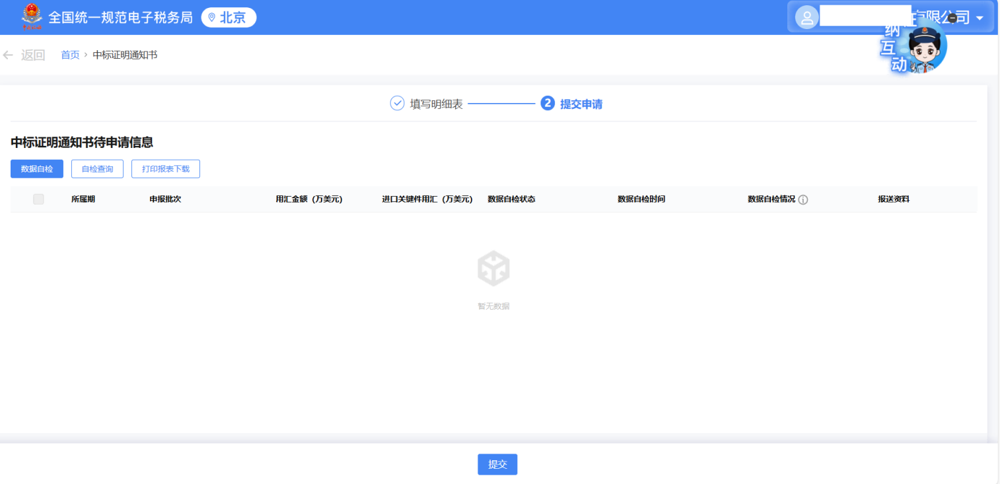 全国统一规范电子税务局 北京
有限公司
纳
互
动
返回 首页 › 中标证明通知书
填写明细表 2 提交申请
中标证明通知书待申请信息
数据自检 自检查询 打印报表下载
所属期 申报批次 用汇金额（万美元） 进口关键件用汇（万美元） 数据自检状态 数据自检时间 数据自检情况 报送资料
暂无数据
提交